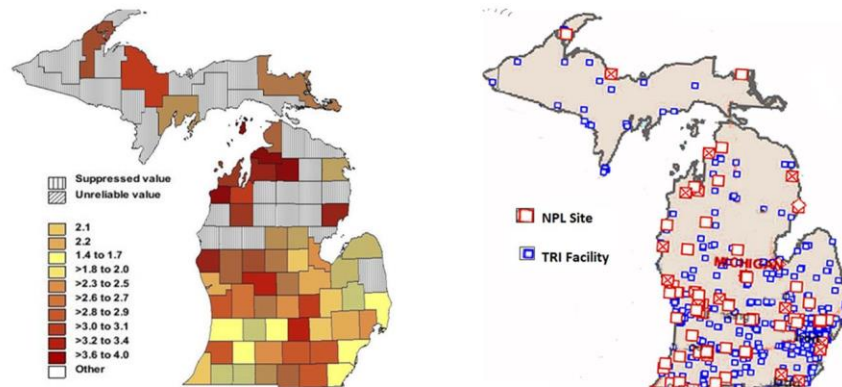 Suppressed value
Unreliable value
2.1
2.2
1.4 to 1.7
>1.8 to 2.0
>2.3 to 2.5
>2.6 to 2.7
>2.8 to 2.9
>3.0 to 3.1
>3.2 to 3.4
>3.6 to 4.0
Other
NPL Site
TRI Facility
MICHIGAN